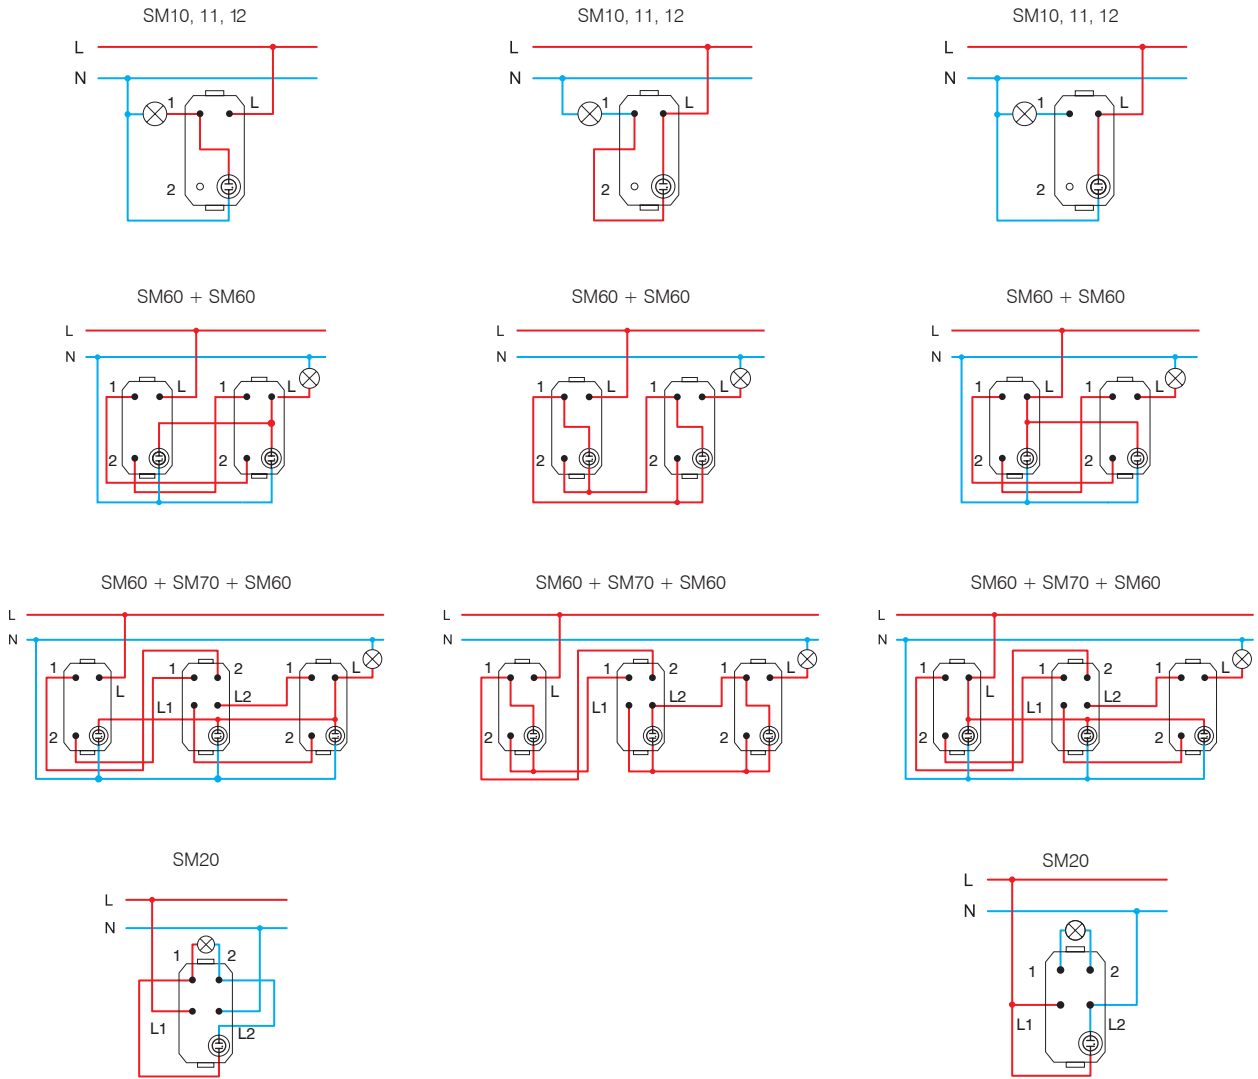 SM10, 11, 12 SM10, 11, 12 SM10, 11, 12
L L L
N N N
1 L 1 L 1 L
2 2 2
SM60 + SM60 SM60 + SM60 SM60 + SM60
L L L
N N N
1 L 1 L 1 L 1 L 1 L 1 L
2 2 2 2 2 2
SM60 + SM70 + SM60 SM60 + SM70 + SM60 SM60 + SM70 + SM60
L L L
N N N
1 1 2 1 L 1 1 2 1 L 1 1 2 1 L
L L1 L2 L L1 L2 L L1 L2
2 2 2 2 2 2
SM20 SM20
L L
N N
1 2 1 2
L1 L2 L1 L2